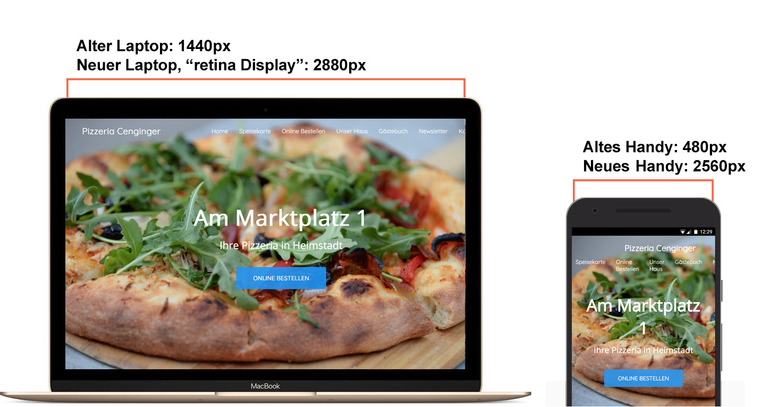 Alter Laptop: 1440px
Neuer Laptop, “retina Display”: 2880px
Pizzeria Cenginger
Home Speisekarte Online Bestellen Unser Haus Gästebuch Newsletter
Am Marktplatz 1
Ihre Pizzeria in Heimstadt
ONLINE BESTELLEN
MacBook
Altes Handy: 480px
Neues Handy: 2560px
12:29
Pizzeria Cenginger
Speisekarte Online Bestellen Unser Haus Gästebuch
Am Marktplatz
1
Ihre Pizzeria in Heimstadt
ONLINE BESTELLEN